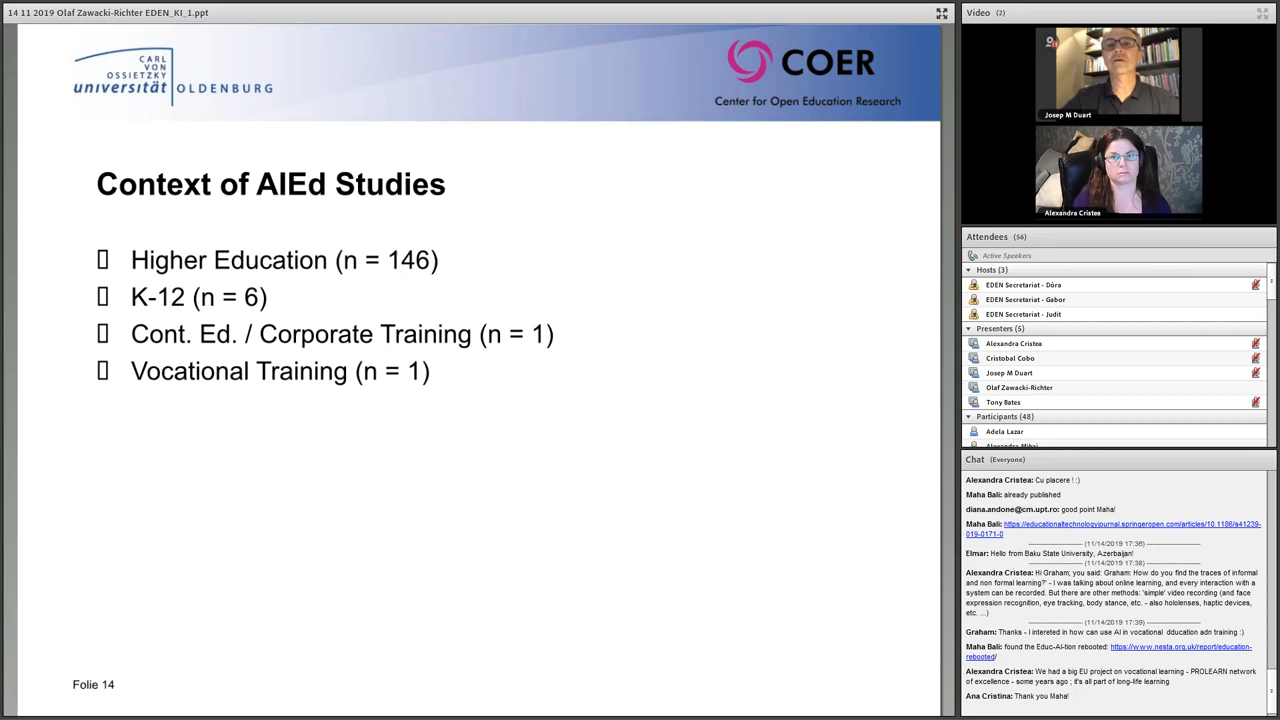 14 11 2019 Olaf Zawacki-Richter EDEN_KI_1.ppt
CARL
VON
OSSIETZKY
universität OLDENBURG
COER
Center for Open Education Research
Context of AIEd Studies
Higher Education (n = 146)
K-12 (n = 6)
Cont. Ed. / Corporate Training (n = 1)
Vocational Training (n = 1)
Folie 14
Video (2)
Josep M Duart
Alexandra Cristea
Attendees (56)
Active Speakers
Hosts (3)
EDEN Secretariat - Dóra
EDEN Secretariat - Gabor
EDEN Secretariat - Judit
Presenters (5)
Alexandra Cristea
Cristobal Cobo
Josep M Duart
Olaf Zawacki-Richter
Tony Bates
Participants (48)
Adela Lazar
Alexandra Mihai
Chat (Everyone)
Alexandra Cristea: Cu placere ! :)
Maha Bali: already published
diana.andone@cm.upt.ro: good point Maha!
Maha Bali: https://educationaltechnologyjournal.springeropen.com/articles/10.1186/s41239-
019-0171-0
(11/14/2019 17:36)
Elmar: Hello from Baku State University, Azerbaijan!
(11/14/2019 17:38)
Alexandra Cristea: Hi Graham; you said: Graham: How do you find the traces of informal
and non formal learning?' - I was talking about online learning, and every interaction with a
system can be recorded. But there are other methods: 'simple' video recording (and face
expression recognition, eye tracking, body stance, etc. - also hololenses, haptic devices,
etc. ...)
(11/14/2019 17:39)
Graham: Thanks - I intereted in how can use AI in vocational dducation adn training :)
Maha Bali: found the Educ-AI-tion rebooted: https://www.nesta.org.uk/report/education-
rebooted/
Alexandra Cristea: We had a big EU project on vocational learning - PROLEARN network
of excellence - some years ago ; it's all part of long-life learning
Ana Cristina: Thank you Maha!